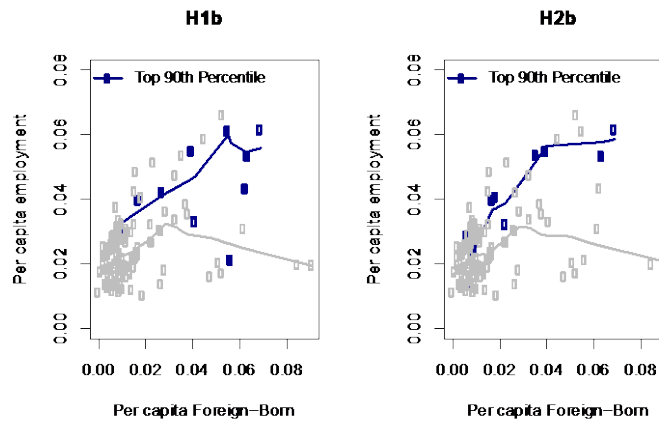 H1b
Top 90th Percentile
0.08
0.06
0.04
0.02
0.00
Per capita employment
0.00 0.02 0.04 0.06 0.08
Per capita Foreign-Born
H2b
Top 90th Percentile
0.08
0.06
0.04
0.02
0.00
Per capita employment
0.00 0.02 0.04 0.06 0.08
Per capita Foreign-Born